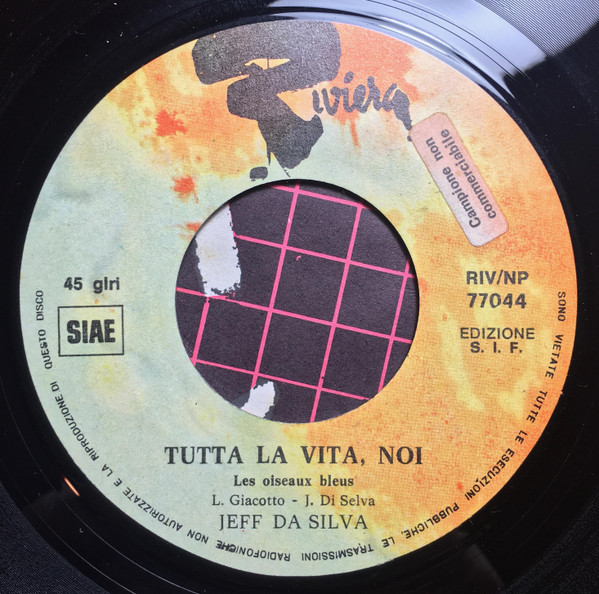 Riviera
Campione non
commerciabile
45 giri
SIAE
RIV/NP
77044
EDIZIONE
S. I. F.
TUTTA LA VITA, NOI
Les oiseaux bleus
L. Giacotto - J. Di Selva
JEFF DA SILVA
SONO VIETATE TUTTE LE ESECUZIONI PUBBLICHE, LE TRASMISSIONI RADIOFONICHE NON AUTORIZZATE E LA RIPRODUZIONE DI QUESTO DISCO